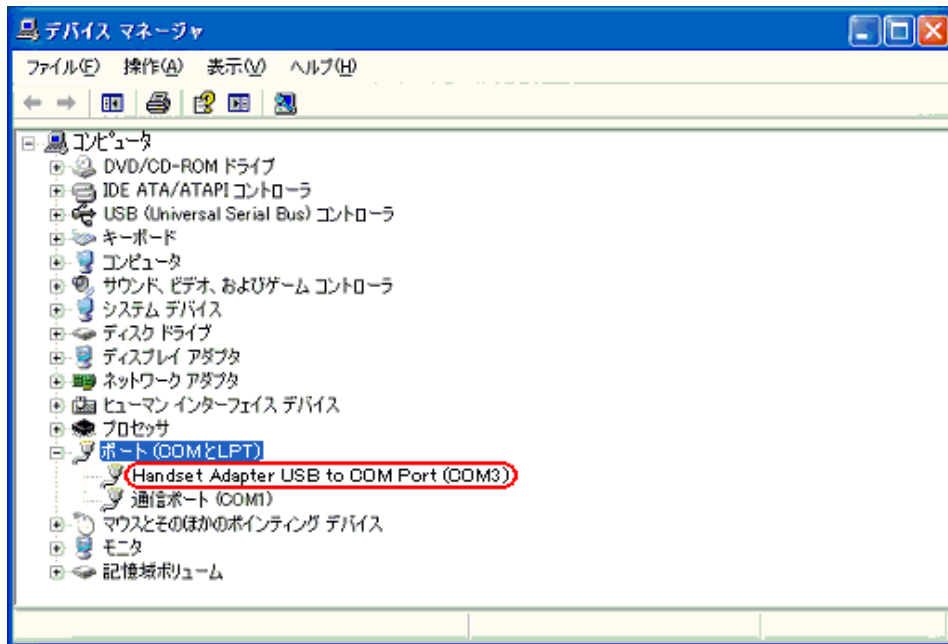 デバイス マネージャ
ファイル(F) 操作(A) 表示(V) ヘルプ(H)
コンピュータ
DVD/CD-ROM ドライブ
IDE ATA/ATAPI コントローラ
USB (Universal Serial Bus) コントローラ
キーボード
コンピュータ
サウンド、ビデオ、およびゲーム コントローラ
システム デバイス
ディスク ドライブ
ディスプレイ アダプタ
ネットワーク アダプタ
ヒューマン インターフェイス デバイス
プロセッサ
ポート (COMとLPT)
Handset Adapter USB to COM Port (COM3)
通信ポート (COM1)
マウスとそのほかのポインティング デバイス
モニタ
記憶域ボリューム